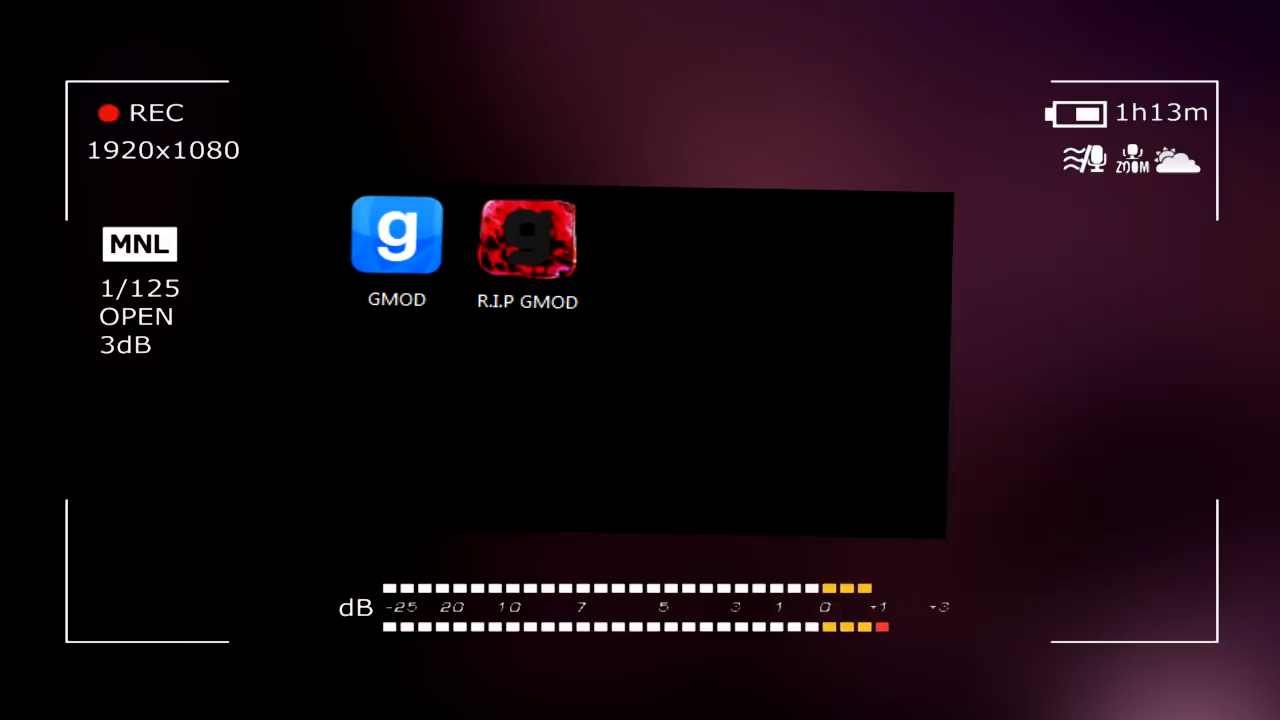 REC
1920x1080
1h13m
ZOOM
MNL
1/125
OPEN
3dB
g
g
GMOD
R.I.P GMOD
dB -25 20 10 7 5 3 1 0 +1 +3